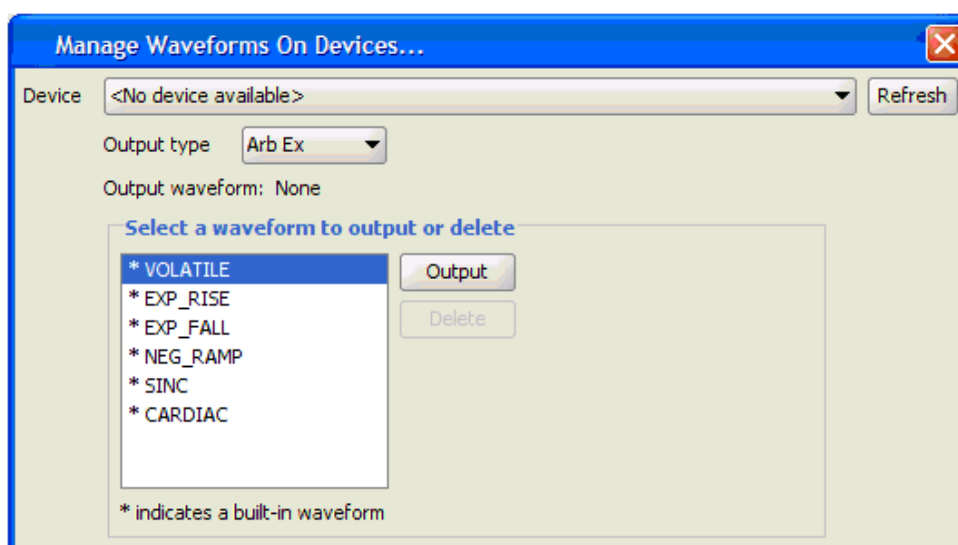 Manage Waveforms On Devices...
Device <No device available> Refresh
Output type Arb Ex
Output waveform: None
Select a waveform to output or delete
* VOLATILE
* EXP_RISE
* EXP_FALL
* NEG_RAMP
* SINC
* CARDIAC
Output
Delete
* indicates a built-in waveform